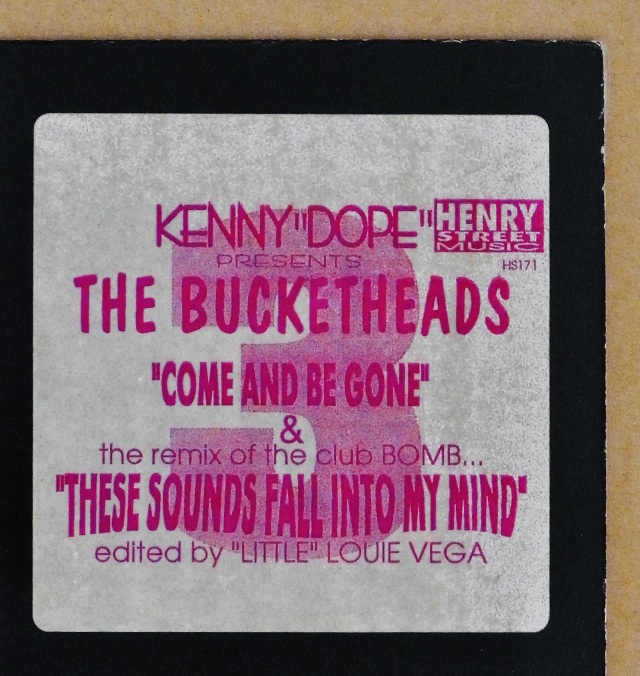 KENNY "DOPE"
HENRY
STREET
MUSIC
PRESENTS
HS171
THE BUCKETHEADS
3
"COME AND BE GONE"
&
the remix of the club BOMB...
"THESE SOUNDS FALL INTO MY MIND"
edited by "LITTLE" LOUIE VEGA